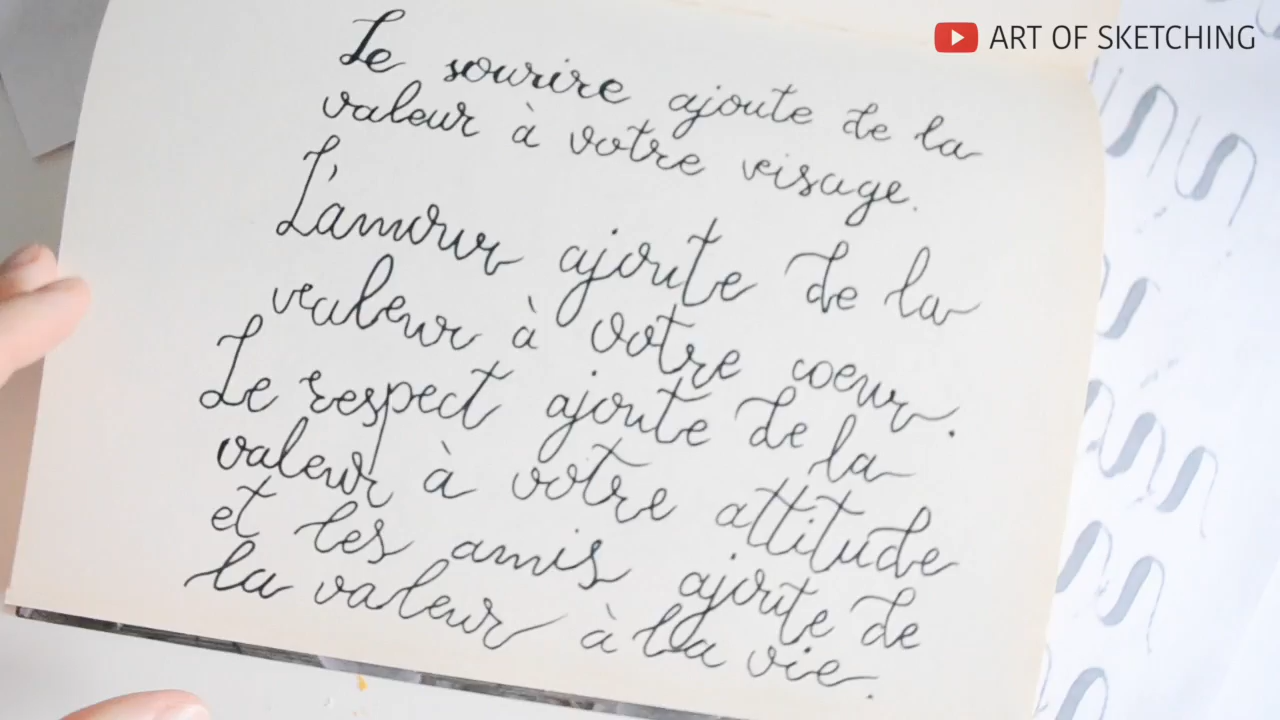 ART OF SKETCHING
Le sourire ajoute de la
valeur à votre visage.
L'amour ajoute de la
valeur à votre coeur.
Le respect ajoute de la
valeur à votre attitude
et les amis ajoute de
la valeur à la vie.